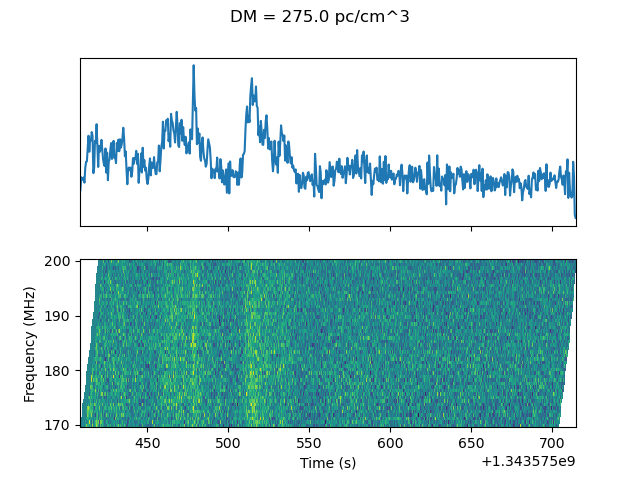 DM = 275.0 pc/cm^3
200
190
180
170
Frequency (MHz)
450 500 550 600 650 700
Time (s)
+1.343575e9